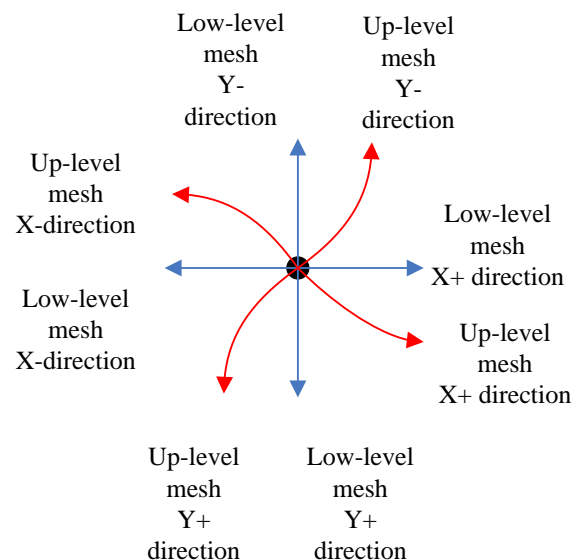 Low-level
mesh
Y-
direction
Up-level
mesh
Y-
direction
Up-level
mesh
X-direction
Low-level
mesh
X+ direction
Low-level
mesh
X-direction
Up-level
mesh
X+ direction
Up-level
mesh
Y+
direction
Low-level
mesh
Y+
direction